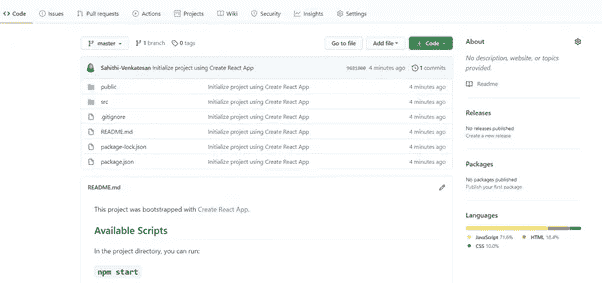 Code Issues Pull requests Actions Projects Wiki Security Insights Settings
master 1 branch 0 tags Go to file Add file Code
Sahithi-Venkatesan Initialize project using Create React App 4 minutes ago 1 commits
public Initialize project using Create React App 4 minutes ago
src Initialize project using Create React App 4 minutes ago
.gitignore Initialize project using Create React App 4 minutes ago
README.md Initialize project using Create React App 4 minutes ago
package-lock.json Initialize project using Create React App 4 minutes ago
package.json Initialize project using Create React App 4 minutes ago
README.md
This project was bootstrapped with Create React App.
Available Scripts
In the project directory, you can run:
npm start
About
No description, website, or topics
provided.
Readme
Releases
No releases published
Create a new release
Packages
No packages published
Publish your first package
Languages
JavaScript 71.6% HTML 18.4%
CSS 10.0%